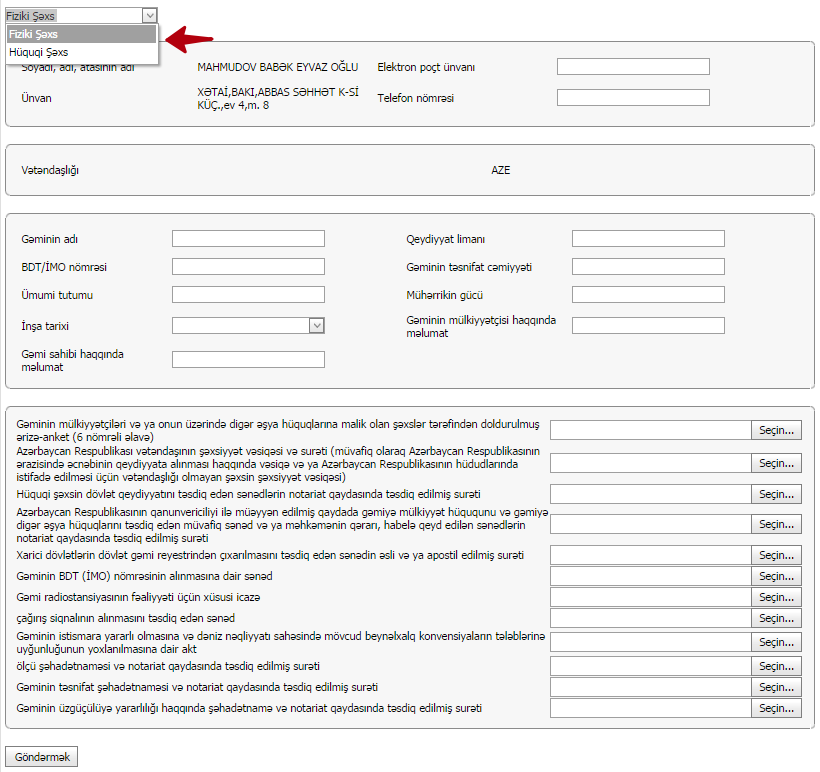 Fiziki Şəxs
Fiziki Şəxs
Hüquqi Şəxs
Soyadı, adı, atasının adı
MAHMUDOV BABƏK EYVAZ OĞLU
Elektron poçt ünvanı
Ünvan
XƏTAİ,BAKI,ABBAS SƏHHƏT K-Sİ
KÜÇ.,ev 4,m. 8
Telefon nömrəsi
Vətəndaşlığı
AZE
Gəminin adı
Qeydiyyat limanı
BDT/İMO nömrəsi
Gəminin təsnifat cəmiyyəti
Ümumi tutumu
Mühərrikin gücü
İnşa tarixi
Gəminin mülkiyyətçisi haqqında
məlumat
Gəmi sahibi haqqında
məlumat
Gəminin mülkiyyətçiləri və ya onun üzərində digər əşya hüquqlarına malik olan şəxslər tərəfindən doldurulmuş
ərizə-anket (6 nömrəli əlavə)
Seçin...
Azərbaycan Respublikası vətəndaşının şəxsiyyət vəsiqəsi və surəti (müvafiq olaraq Azərbaycan Respublikasının
ərazisində əcnəbinin qeydiyyata alınması haqqında vəsiqə və ya Azərbaycan Respublikasının hüdudlarında
istifadə edilməsi üçün vətəndaşlığı olmayan şəxsin şəxsiyyət vəsiqəsi)
Seçin...
Hüquqi şəxsin dövlət qeydiyyatını təsdiq edən sənədlərin notariat qaydasında təsdiq edilmiş surəti
Seçin...
Azərbaycan Respublikasının qanunvericiliyi ilə müəyyən edilmiş qaydada gəmiyə mülkiyyət hüququnu və gəmiyə
digər əşya hüquqlarını təsdiq edən müvafiq sənəd və ya məhkəmənin qərarı, habelə qeyd edilən sənədlərin
notariat qaydasında təsdiq edilmiş surəti
Seçin...
Xarici dövlətlərin dövlət gəmi reyestrindən çıxarılmasını təsdiq edən sənədin əsli və ya apostil edilmiş surəti
Seçin...
Gəminin BDT (İMO) nömrəsinin alınmasına dair sənəd
Seçin...
Gəmi radiostansiyasının fəaliyyəti üçün xüsusi icazə
Seçin...
çağırış siqnalının alınmasını təsdiq edən sənəd
Seçin...
Gəminin istismara yararlı olmasına və dəniz nəqliyyatı sahəsində mövcud beynəlxalq konvensiyaların tələblərinə
uyğunluğunun yoxlanılmasına dair akt
Seçin...
ölçü şəhadətnaməsi və notariat qaydasında təsdiq edilmiş surəti
Seçin...
Gəminin təsnifat şəhadətnaməsi və notariat qaydasında təsdiq edilmiş surəti
Seçin...
Gəminin üzgüçülüyə yararlılığı haqqında şəhadətnamə və notariat qaydasında təsdiq edilmiş surəti
Seçin...
Göndərmək